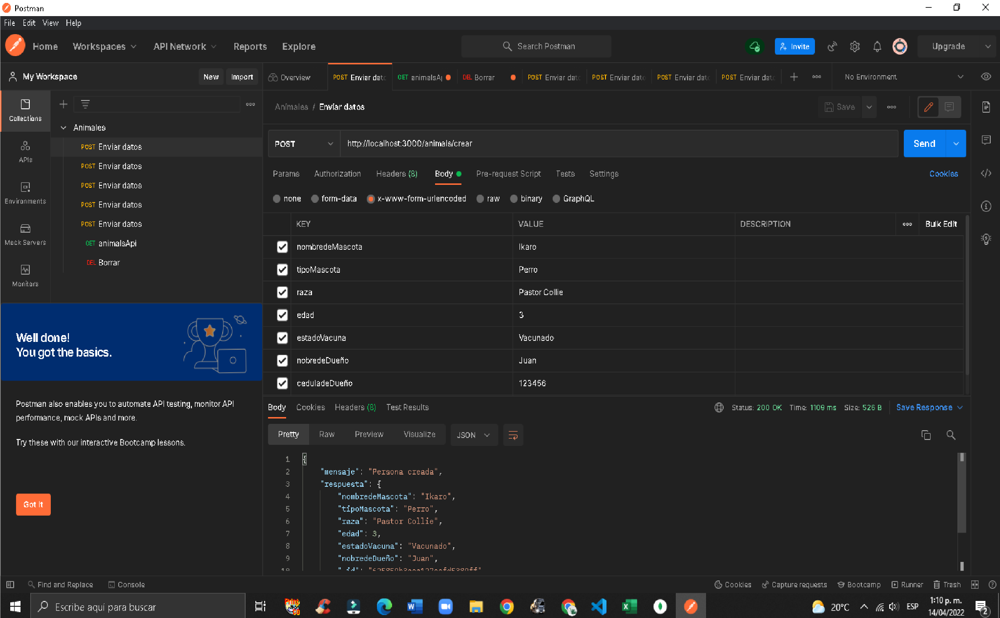 Postman
File Edit View Help
Home Workspaces API Network Reports Explore Search Postman Invite Upgrade
My Workspace New Import Overview POST Enviar dat GET animalsA DEL Borrar POST Enviar dat POST Enviar dat POST Enviar dat POST Enviar dat No Environment
Collections
APIs
Environments
Mock Servers
Monitors
Animales
POST Enviar datos
POST Enviar datos
POST Enviar datos
POST Enviar datos
POST Enviar datos
GET animalsApi
DEL Borrar
Well done!
You got the basics.
Postman also enables you to automate API testing, monitor API
performance, mock APIs and more.
Try these with our interactive Bootcamp lessons.
Got it
Animales / Enviar datos Save
POST http://localhost:3000/animals/crear Send
Params Authorization Headers (8) Body Pre-request Script Tests Settings Cookies
none form-data x-www-form-urlencoded raw binary GraphQL
KEY VALUE DESCRIPTION Bulk Edit
nombredeMascota Ikaro
tipoMascota Perro
raza Pastor Collie
edad 3
estadoVacuna Vacunado
nobredeDueño Juan
ceduladeDueño 123456
Body Cookies Headers (8) Test Results Status: 200 OK Time: 1109 ms Size: 526 B Save Response
Pretty Raw Preview Visualize JSON
1 {
2 "mensaje": "Persona creada",
3 "respuesta": {
4 "nombredeMascota": "Ikaro",
5 "tipoMascota": "Perro",
6 "raza": "Pastor Collie",
7 "edad": 3,
8 "estadoVacuna": "Vacunado",
9 "nobredeDueño": "Juan",
10 "_id":
Find and Replace Console Cookies Capture requests Bootcamp Runner Trash
Escribe aquí para buscar 20°C ESP 1:10 p. m.
14/04/2022 2